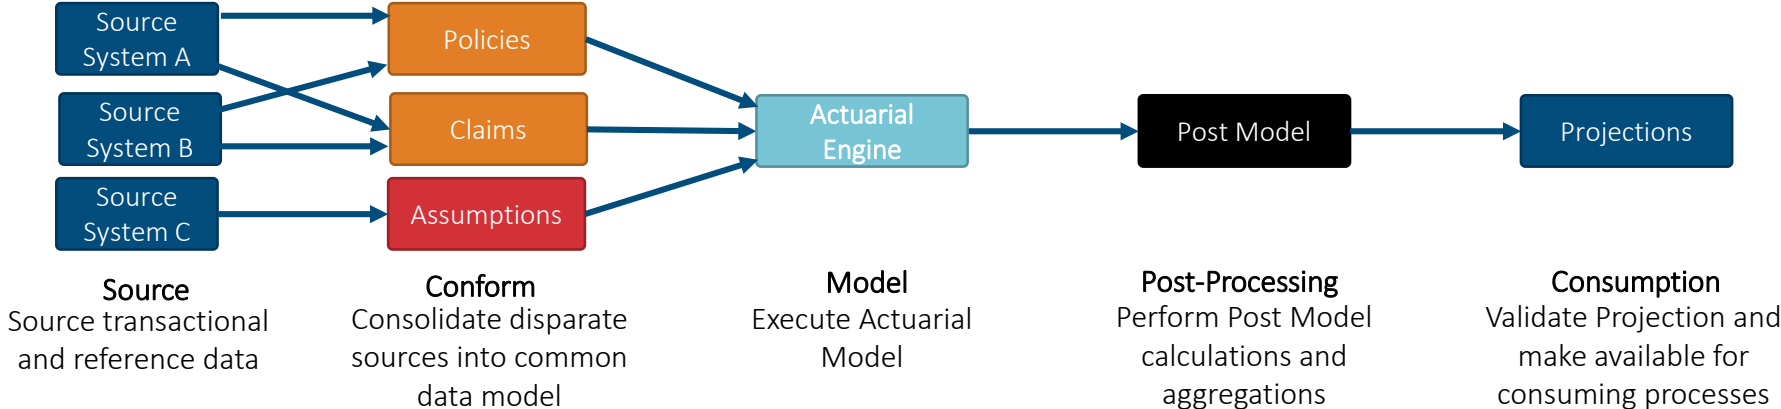 Source
System A
Source
System B
Source
System C
Policies
Claims
Assumptions
Actuarial
Engine
Post Model
Projections
Source
Source transactional
and reference data
Conform
Consolidate disparate
sources into common
data model
Model
Execute Actuarial
Model
Post-Processing
Perform Post Model
calculations and
aggregations
Consumption
Validate Projection and
make available for
consuming processes